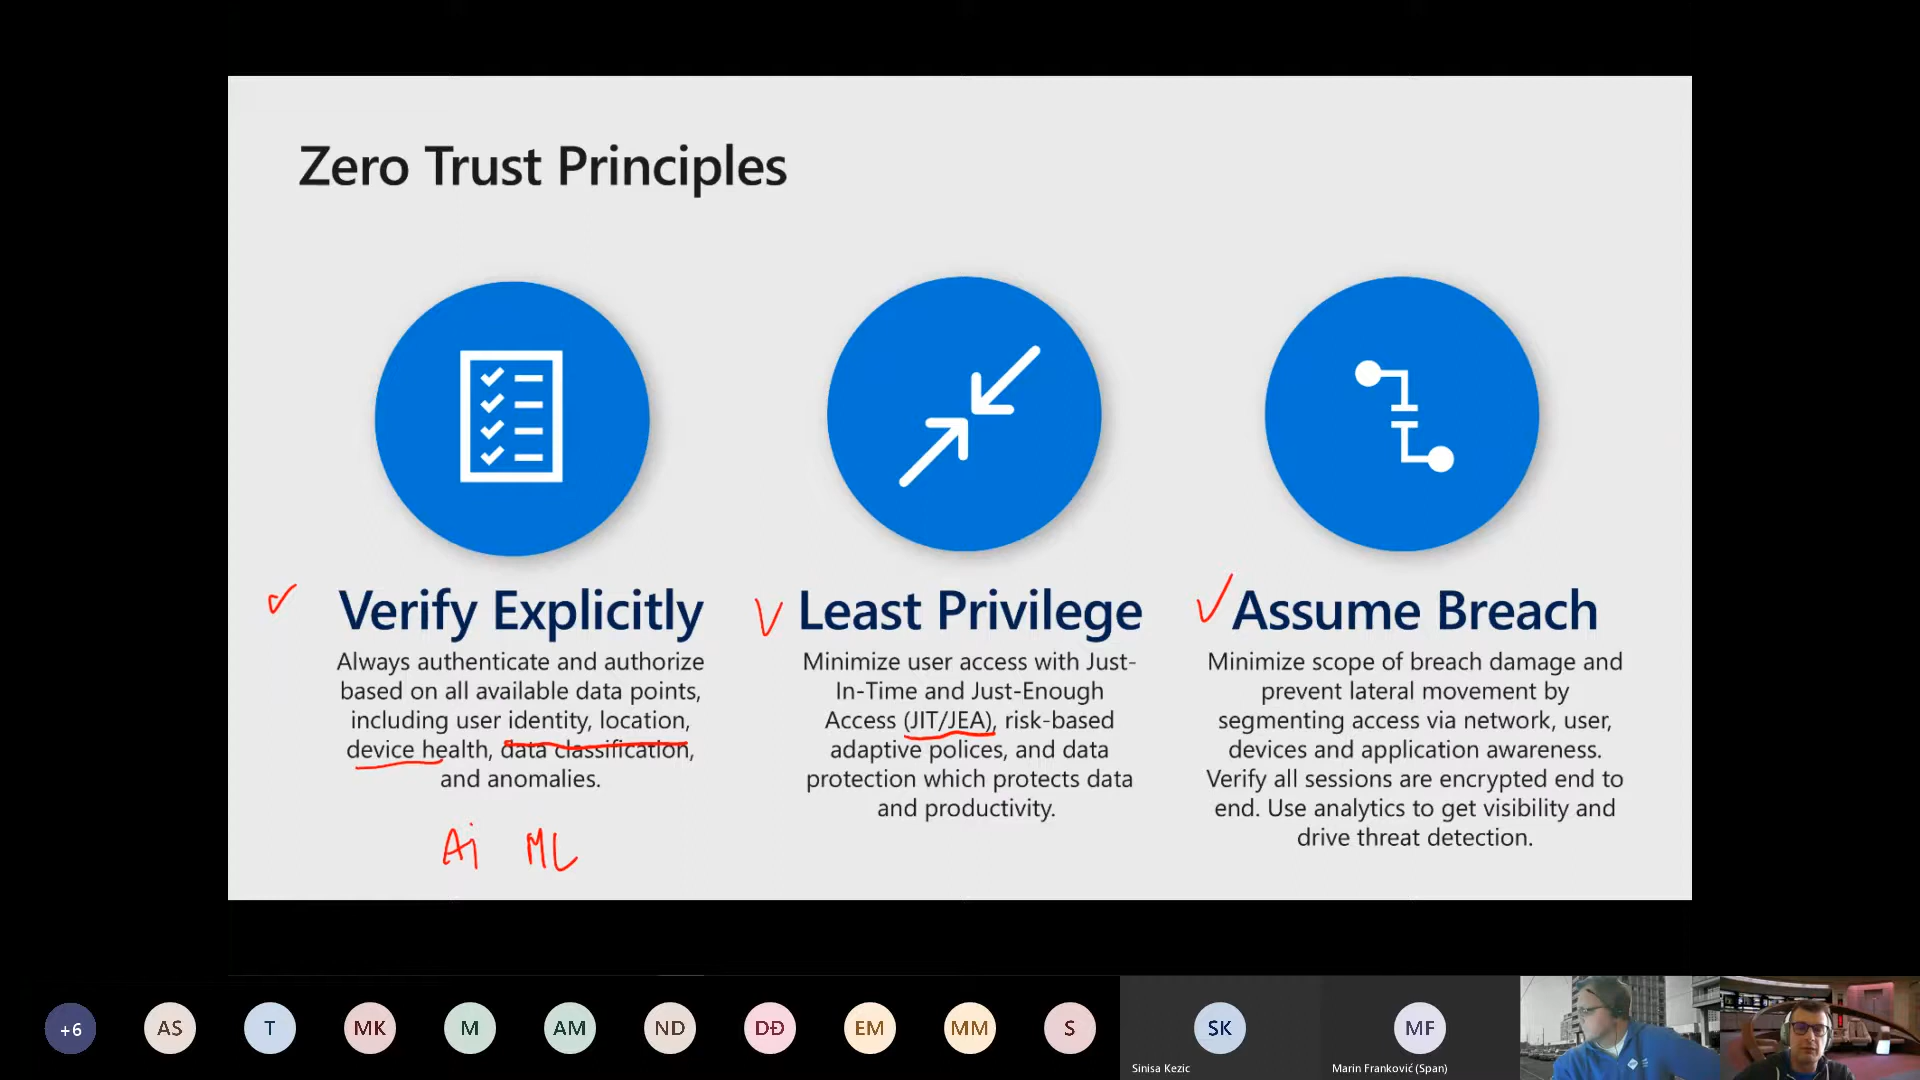 Zero Trust Principles
Verify Explicitly
Always authenticate and authorize
based on all available data points,
including user identity, location,
device health, data classification,
and anomalies.
Ai ML
Least Privilege
Minimize user access with Just-
In-Time and Just-Enough
Access (JIT/JEA), risk-based
adaptive polices, and data
protection which protects data
and productivity.
Assume Breach
Minimize scope of breach damage and
prevent lateral movement by
segmenting access via network, user,
devices and application awareness.
Verify all sessions are encrypted end to
end. Use analytics to get visibility and
drive threat detection.
+6
AS
T
MK
M
AM
ND
DĐ
EM
MM
S
SK
Sinisa Kezic
MF
Marin Franković (Span)